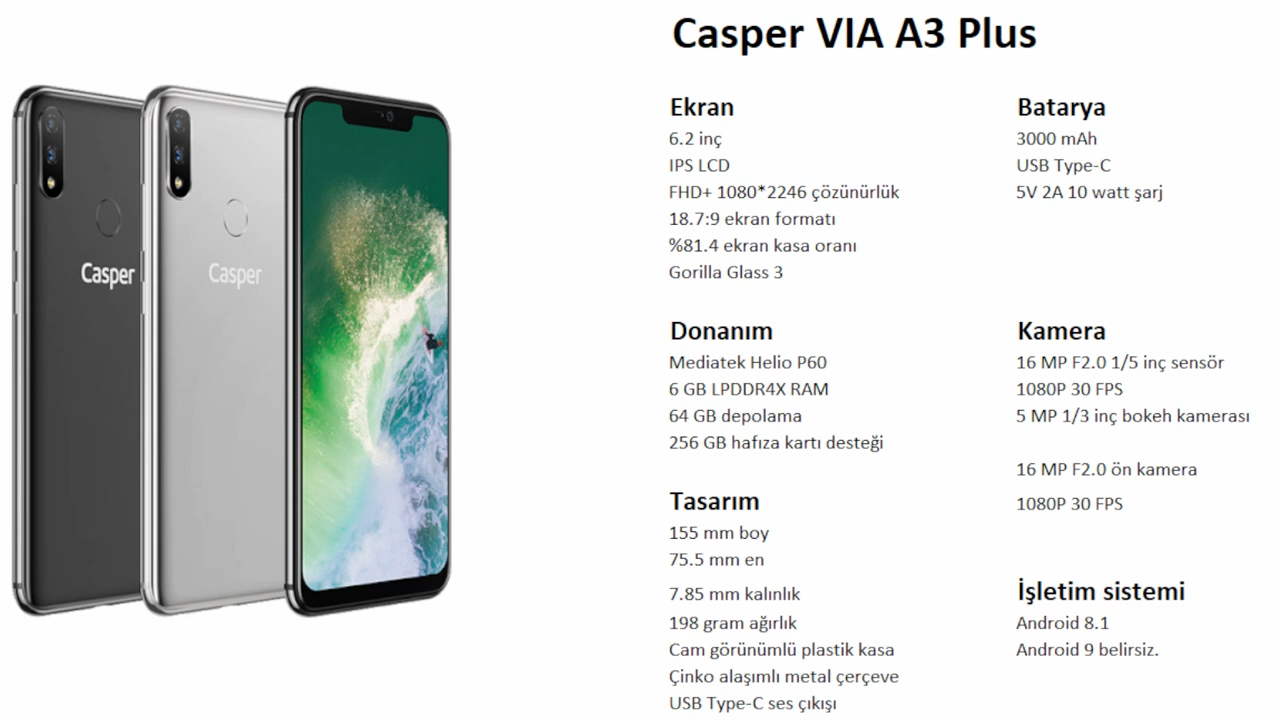 Casper VIA A3 Plus
Casper
Casper
Ekran
6.2 inç
IPS LCD
FHD+ 1080*2246 çözünürlük
18.7:9 ekran formatı
%81.4 ekran kasa oranı
Gorilla Glass 3
Donanım
Mediatek Helio P60
6 GB LPDDR4X RAM
64 GB depolama
256 GB hafıza kartı desteği
Tasarım
155 mm boy
75.5 mm en
7.85 mm kalınlık
198 gram ağırlık
Cam görünümlü plastik kasa
Çinko alaşımlı metal çerçeve
USB Type-C ses çıkışı
Batarya
3000 mAh
USB Type-C
5V 2A 10 watt şarj
Kamera
16 MP F2.0 1/5 inç sensör
1080P 30 FPS
5 MP 1/3 inç bokeh kamerası
16 MP F2.0 ön kamera
1080P 30 FPS
İşletim sistemi
Android 8.1
Android 9 belirsiz.